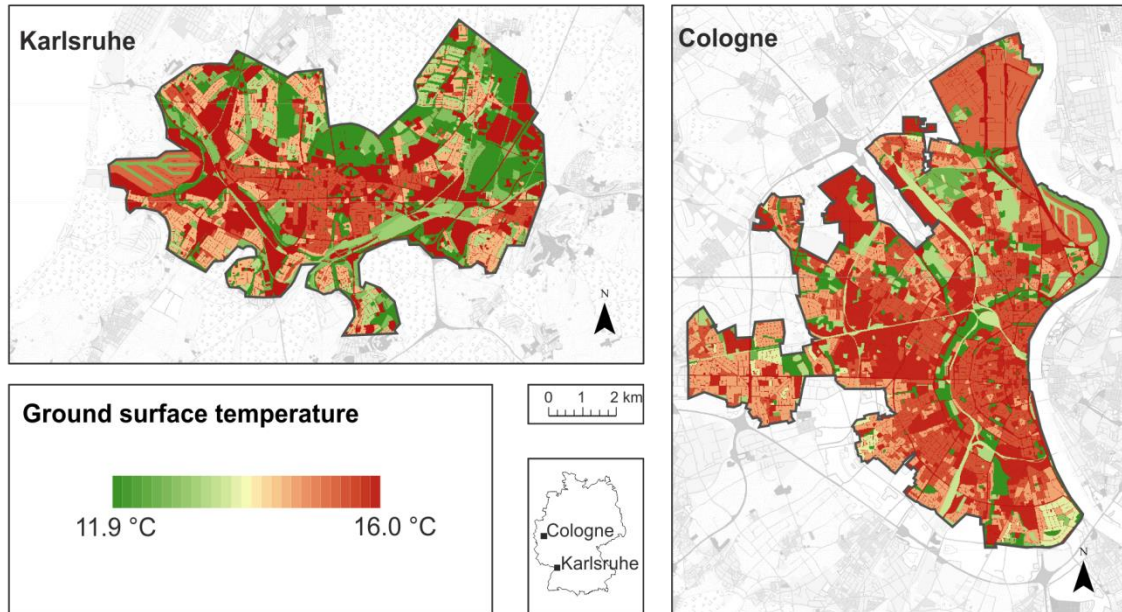 Karlsruhe
N
Cologne
N
Ground surface temperature
11.9 °C
16.0 °C
0 1 2 km
Cologne
Karlsruhe